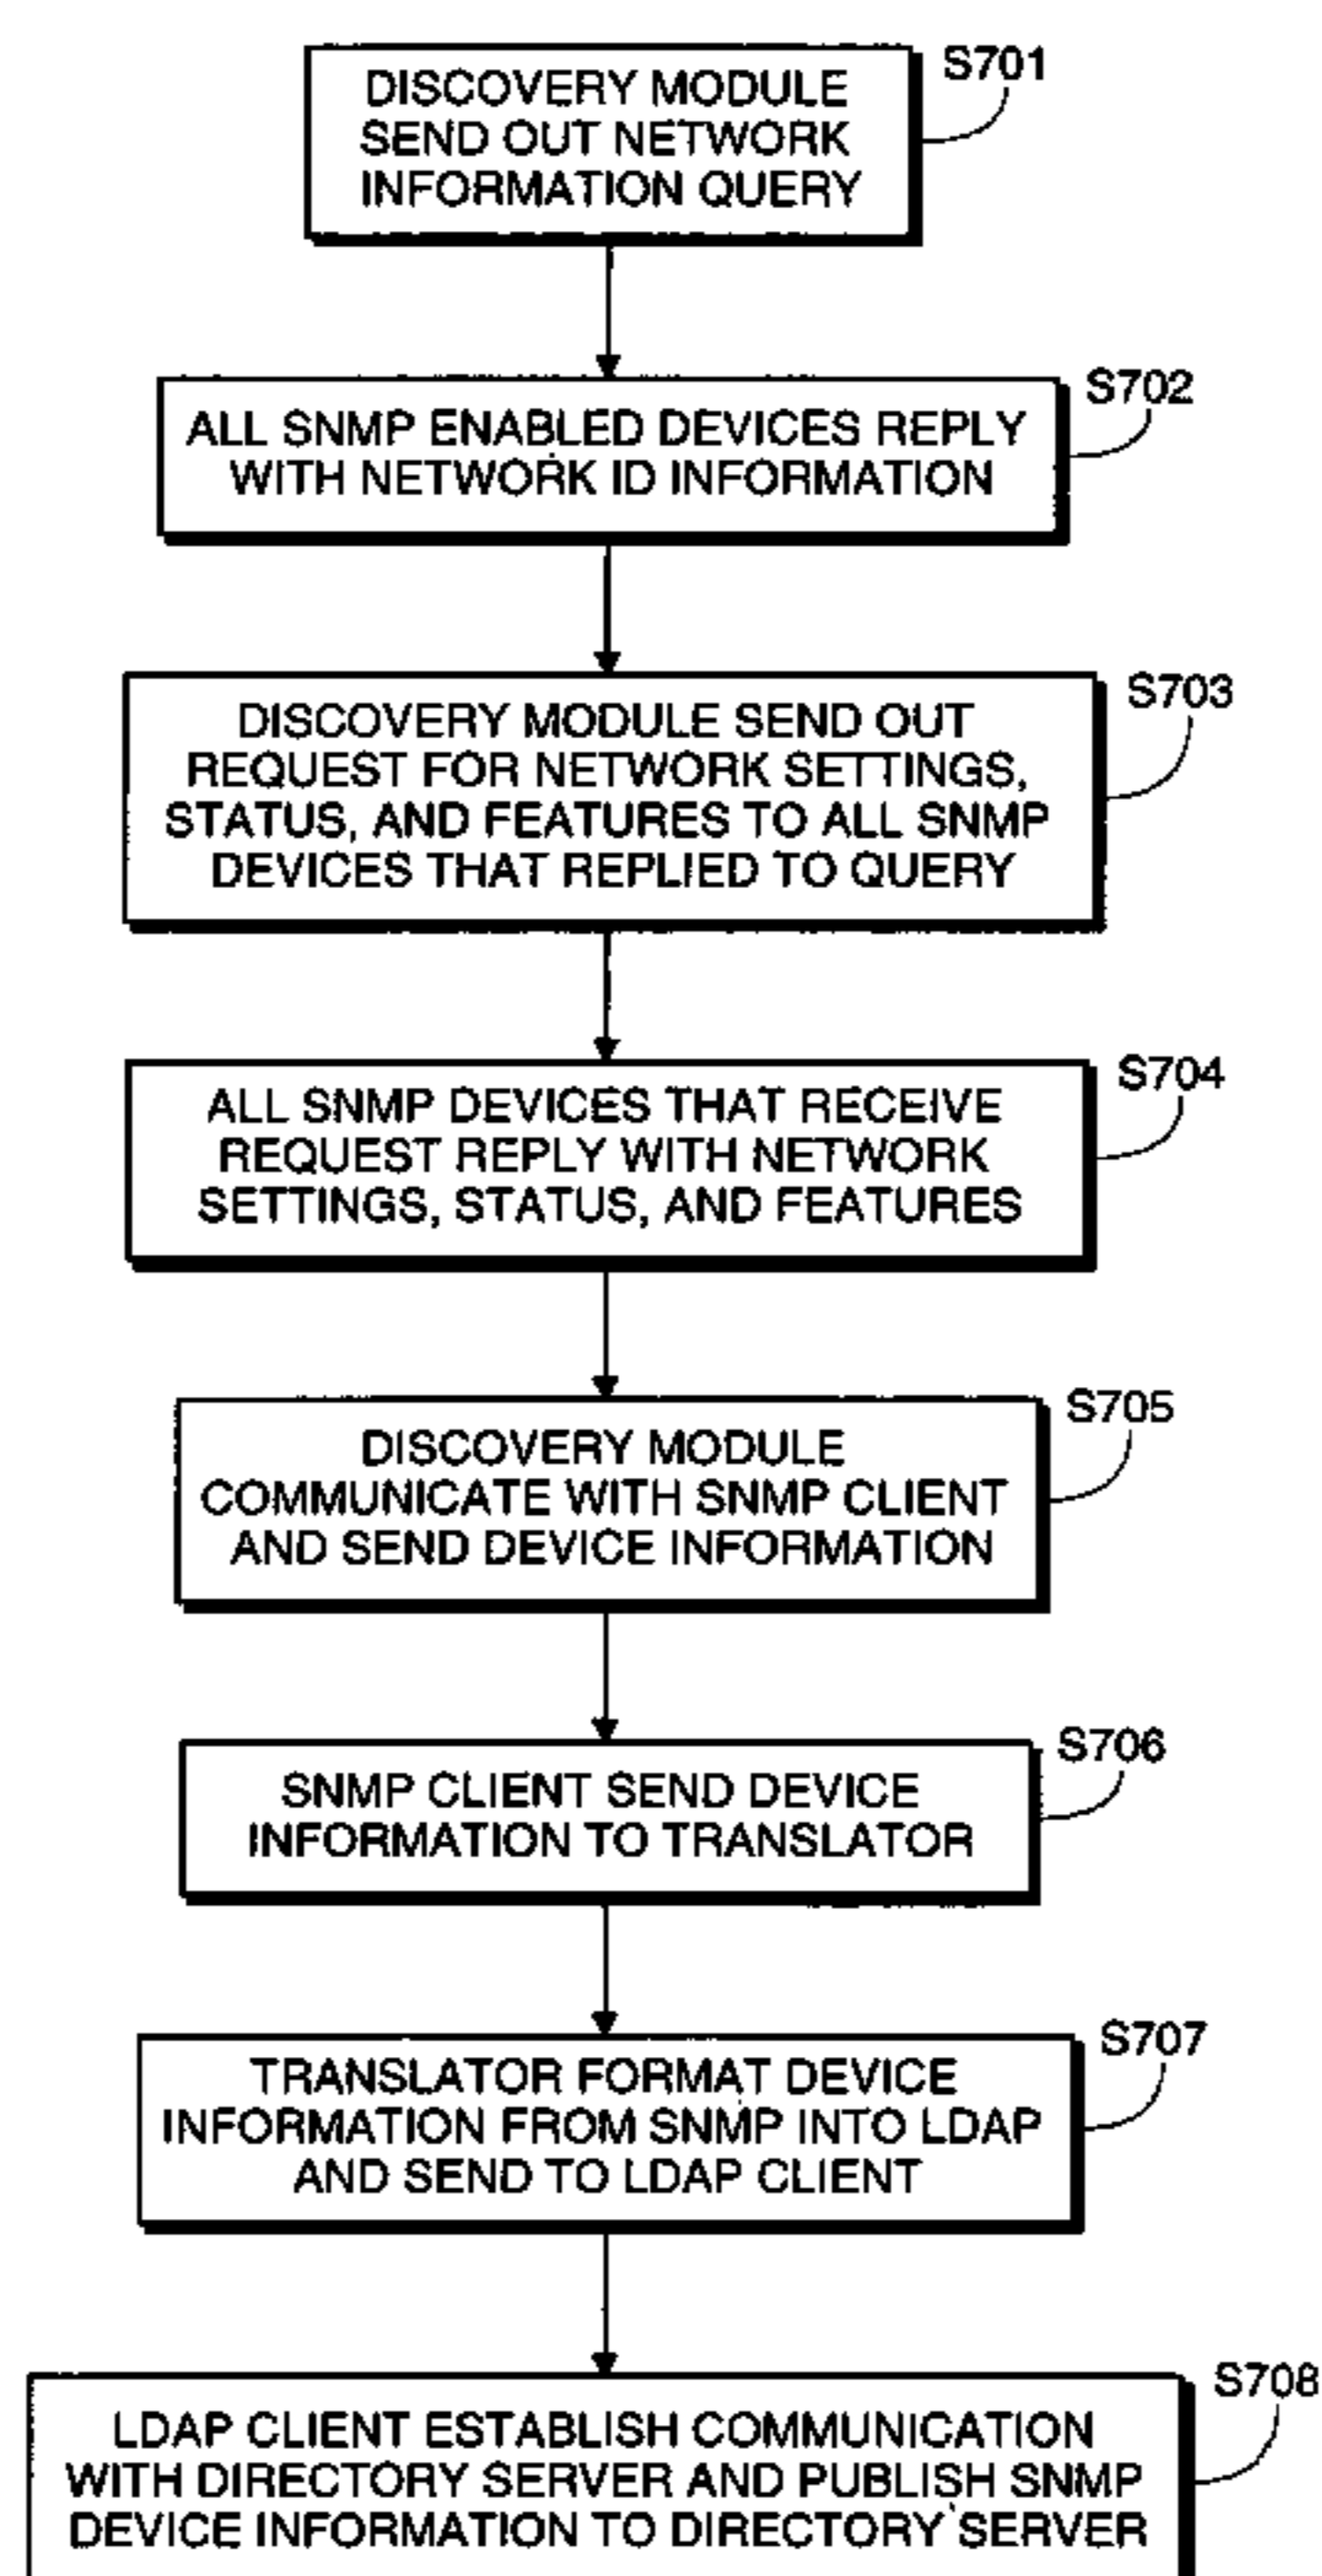 DISCOVERY MODULE
SEND OUT NETWORK
INFORMATION QUERY
S701
ALL SNMP ENABLED DEVICES REPLY
WITH NETWORK ID INFORMATION
S702
DISCOVERY MODULE SEND OUT
REQUEST FOR NETWORK SETTINGS,
STATUS, AND FEATURES TO ALL SNMP
DEVICES THAT REPLIED TO QUERY
S703
ALL SNMP DEVICES THAT RECEIVE
REQUEST REPLY WITH NETWORK
SETTINGS, STATUS, AND FEATURES
S704
DISCOVERY MODULE
COMMUNICATE WITH SNMP CLIENT
AND SEND DEVICE INFORMATION
S705
SNMP CLIENT SEND DEVICE
INFORMATION TO TRANSLATOR
S706
TRANSLATOR FORMAT DEVICE
INFORMATION FROM SNMP INTO LDAP
AND SEND TO LDAP CLIENT
S707
LDAP CLIENT ESTABLISH COMMUNICATION
WITH DIRECTORY SERVER AND PUBLISH SNMP
DEVICE INFORMATION TO DIRECTORY SERVER
S708